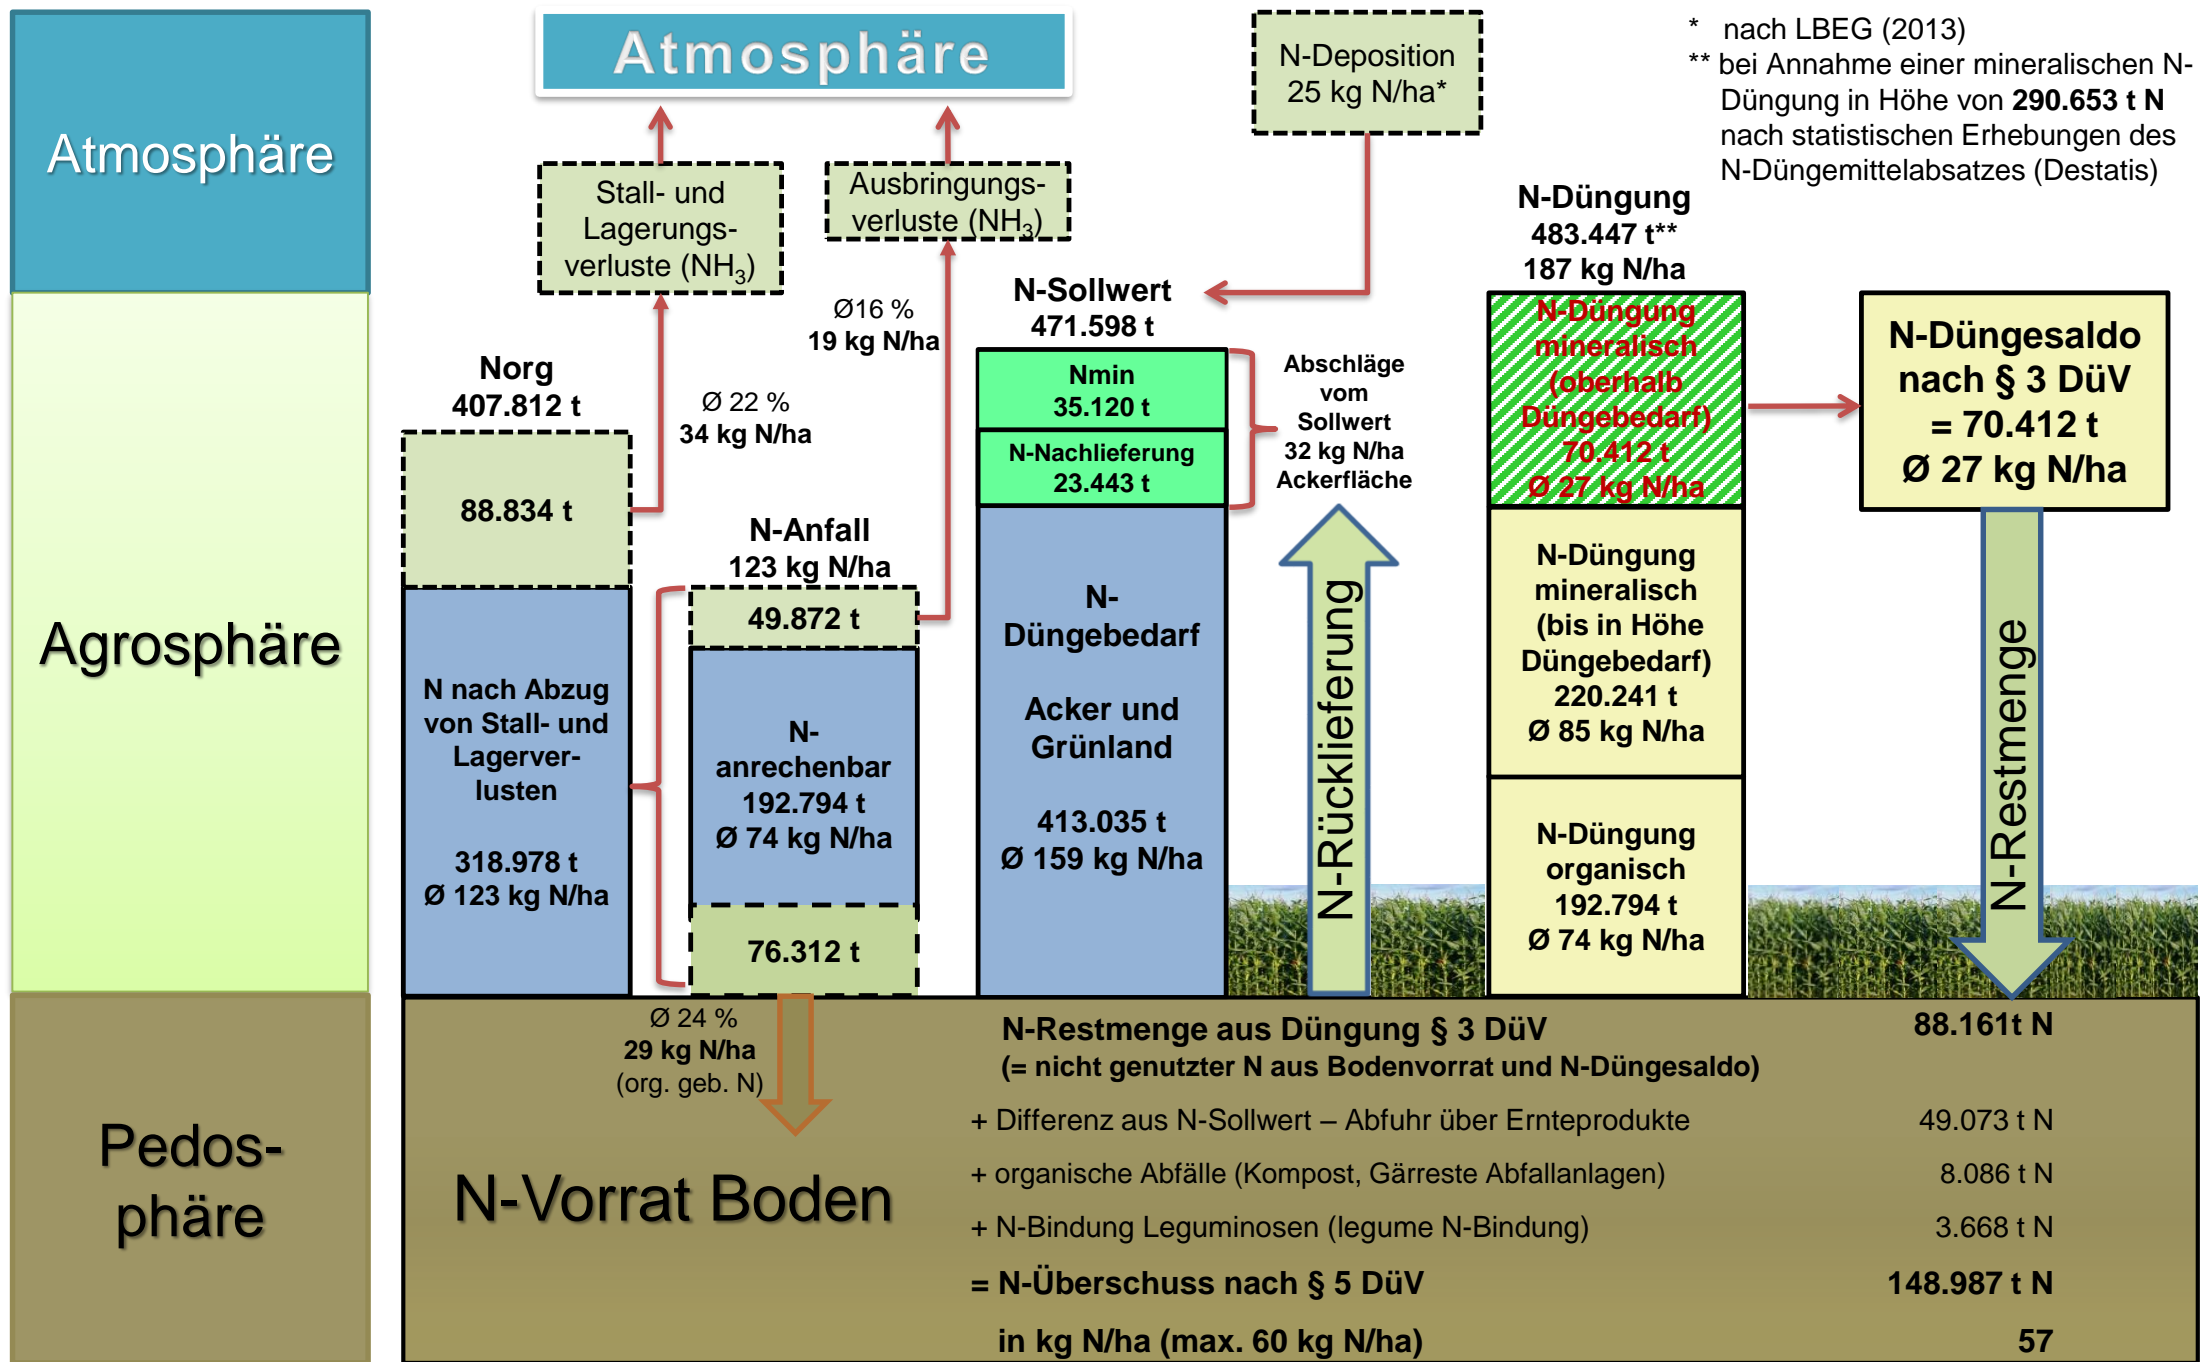 Atmosphäre
Agrosphäre
Pedos-
phäre
Atmosphäre
Stall- und
Lagerungs-
verluste (NH3)
Ausbringungs-
verluste (NH3)
N-Deposition
25 kg N/ha*
* nach LBEG (2013)
** bei Annahme einer mineralischen N-
Düngung in Höhe von 290.653 t N
nach statistischen Erhebungen des
N-Düngemittelabsatzes (Destatis)
Norg
407.812 t
88.834 t
Ø 22 %
34 kg N/ha
N nach Abzug
von Stall- und
Lagerver-
lusten
318.978 t
Ø 123 kg N/ha
Ø16 %
19 kg N/ha
N-Anfall
123 kg N/ha
49.872 t
N-
anrechenbar
192.794 t
Ø 74 kg N/ha
76.312 t
N-Sollwert
471.598 t
Nmin
35.120 t
N-Nachlieferung
23.443 t
N-
Düngebedarf
Acker und
Grünland
413.035 t
Ø 159 kg N/ha
Abschläge
vom
Sollwert
32 kg N/ha
Ackerfläche
N-Rücklieferung
N-Düngung
483.447 t**
187 kg N/ha
N-Düngung
mineralisch
(oberhalb
Düngebedarf)
70.412 t
Ø 27 kg N/ha
N-Düngung
mineralisch
(bis in Höhe
Düngebedarf)
220.241 t
Ø 85 kg N/ha
N-Düngung
organisch
192.794 t
Ø 74 kg N/ha
N-Düngesaldo
nach § 3 DüV
= 70.412 t
Ø 27 kg N/ha
N-Restmenge
Ø 24 %
29 kg N/ha
(org. geb. N)
N-Vorrat Boden
N-Restmenge aus Düngung § 3 DüV 88.161t N
(= nicht genutzter N aus Bodenvorrat und N-Düngesaldo)
+ Differenz aus N-Sollwert – Abfuhr über Ernteprodukte 49.073 t N
+ organische Abfälle (Kompost, Gärreste Abfallanlagen) 8.086 t N
+ N-Bindung Leguminosen (legume N-Bindung) 3.668 t N
= N-Überschuss nach § 5 DüV 148.987 t N
in kg N/ha (max. 60 kg N/ha) 57